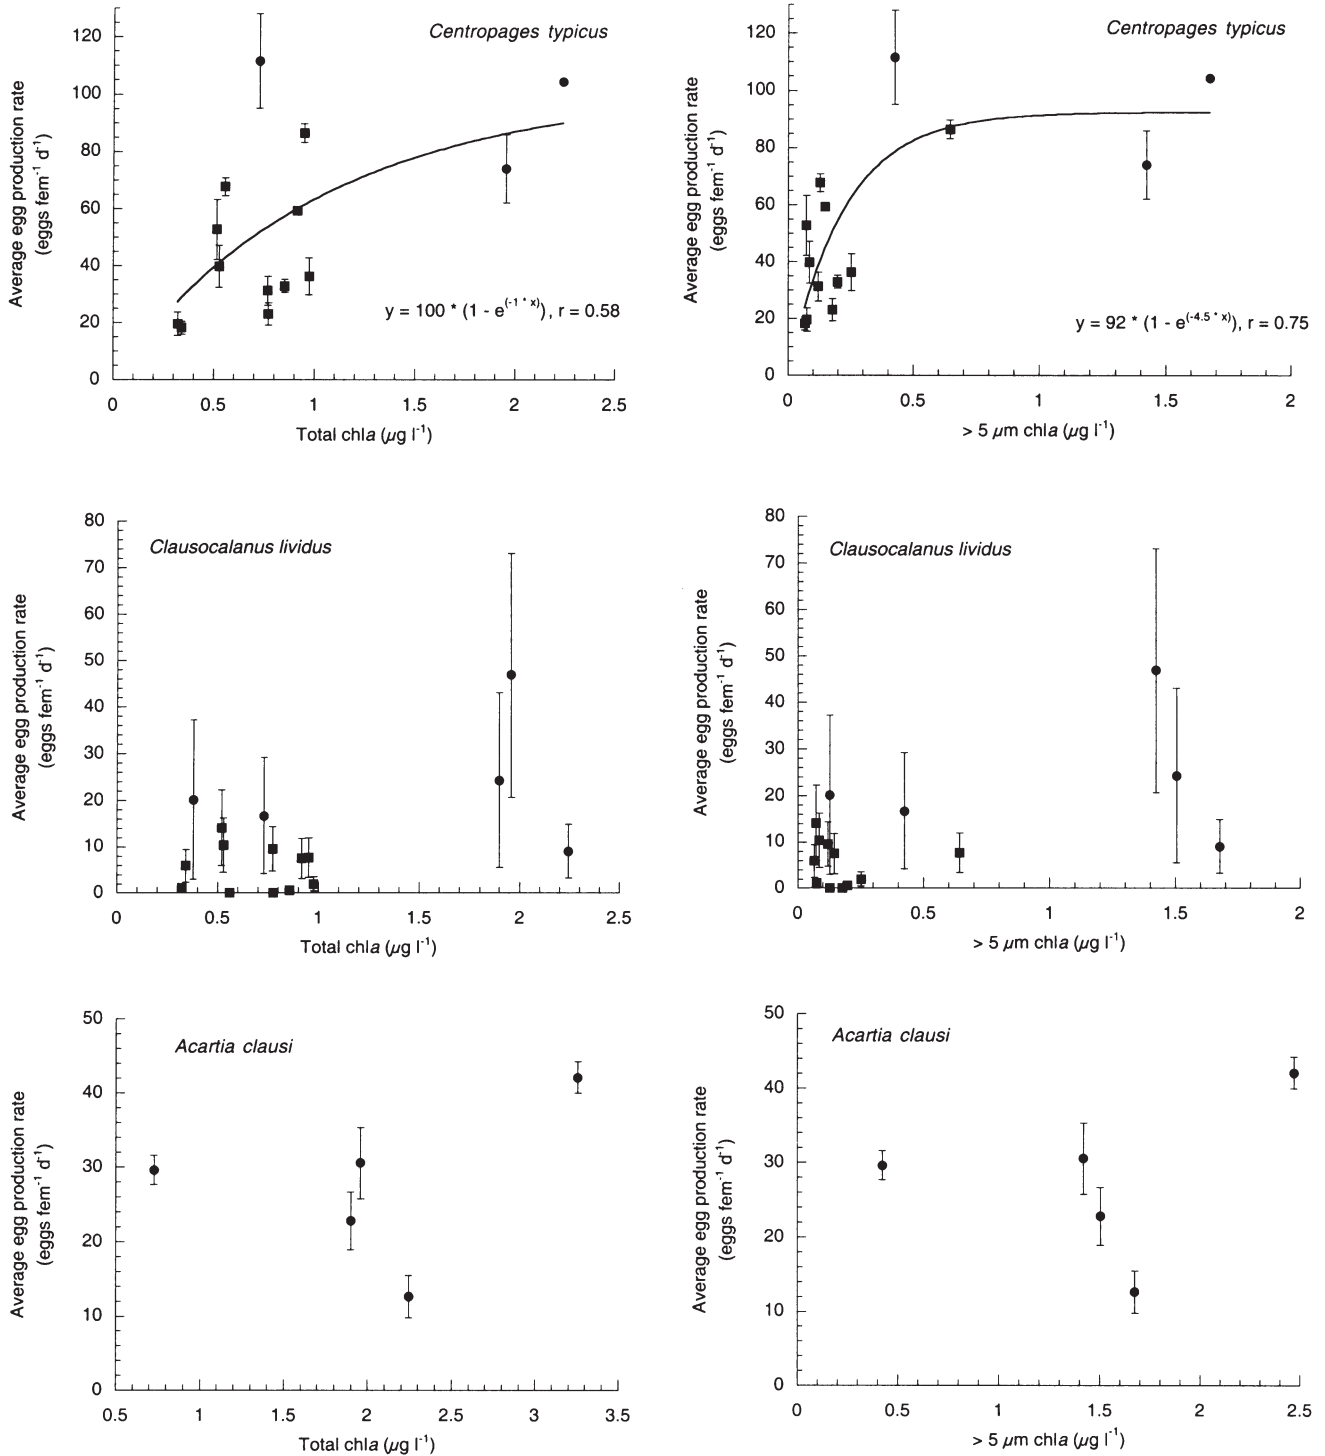 Centropages typicus
Average egg production rate
(eggs fem-1 d-1)
120
100
80
60
40
20
0
y = 100 * (1 - e(-1 * x)), r = 0.58
0 0.5 1 1.5 2 2.5
Total chla (µg l-1)
Centropages typicus
Average egg production rate
(eggs fem-1 d-1)
120
100
80
60
40
20
0
y = 92 * (1 - e(-4.5 * x)), r = 0.75
0 0.5 1 1.5 2
> 5 µm chla (µg l-1)
Clausocalanus lividus
Average egg production rate
(eggs fem-1 d-1)
80
70
60
50
40
30
20
10
0
0 0.5 1 1.5 2 2.5
Total chla (µg l-1)
Clausocalanus lividus
Average egg production rate
(eggs fem-1 d-1)
80
70
60
50
40
30
20
10
0
0 0.5 1 1.5 2
> 5 µm chla (µg l-1)
Acartia clausi
Average egg production rate
(eggs fem-1 d-1)
50
40
30
20
10
0
0.5 1 1.5 2 2.5 3 3.5
Total chla (µg l-1)
Acartia clausi
Average egg production rate
(eggs fem-1 d-1)
50
40
30
20
10
0
0 0.5 1 1.5 2 2.5
> 5 µm chla (µg l-1)